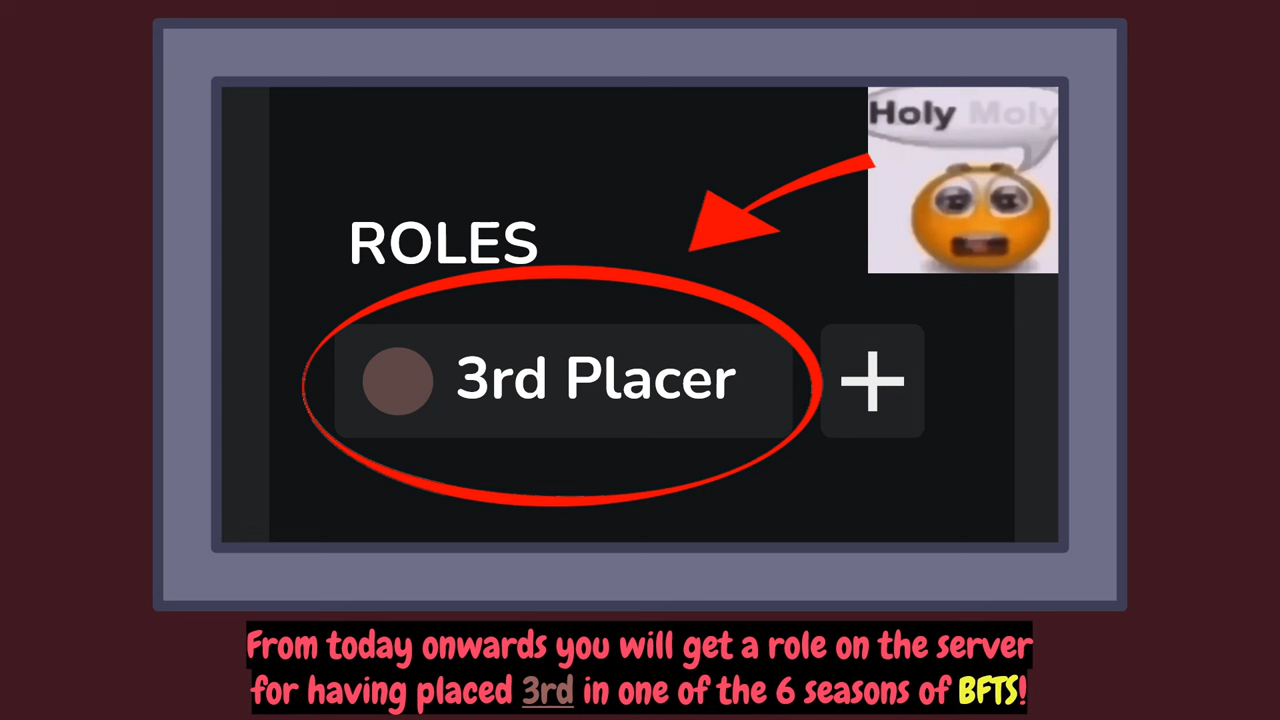 Holy Moly
ROLES
3rd Placer
From today onwards you will get a role on the server
for having placed 3rd in one of the 6 seasons of BFTS!